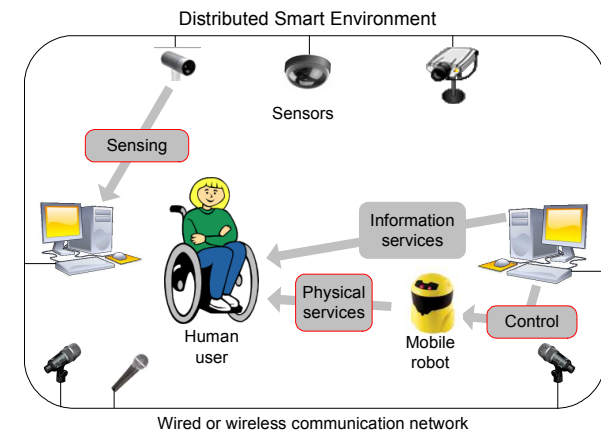 Distributed Smart Environment
Sensors
Sensing
Information
services
Physical
services
Control
Human
user
Mobile
robot
Wired or wireless communication network